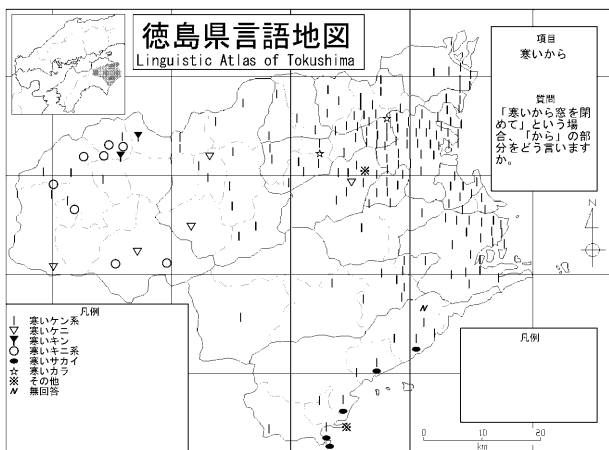 徳島県言語地図
Linguistic Atlas of Tokushima
項目
寒いから
質問
「寒いから窓を閉
めて」という場
合、「から」の部
分をどう言います
か。
N
凡例
寒いケン系
寒いケニ
寒いキン
寒いキニ系
寒いサカイ
寒いカラ
その他
無回答
凡例
0 10 20
km